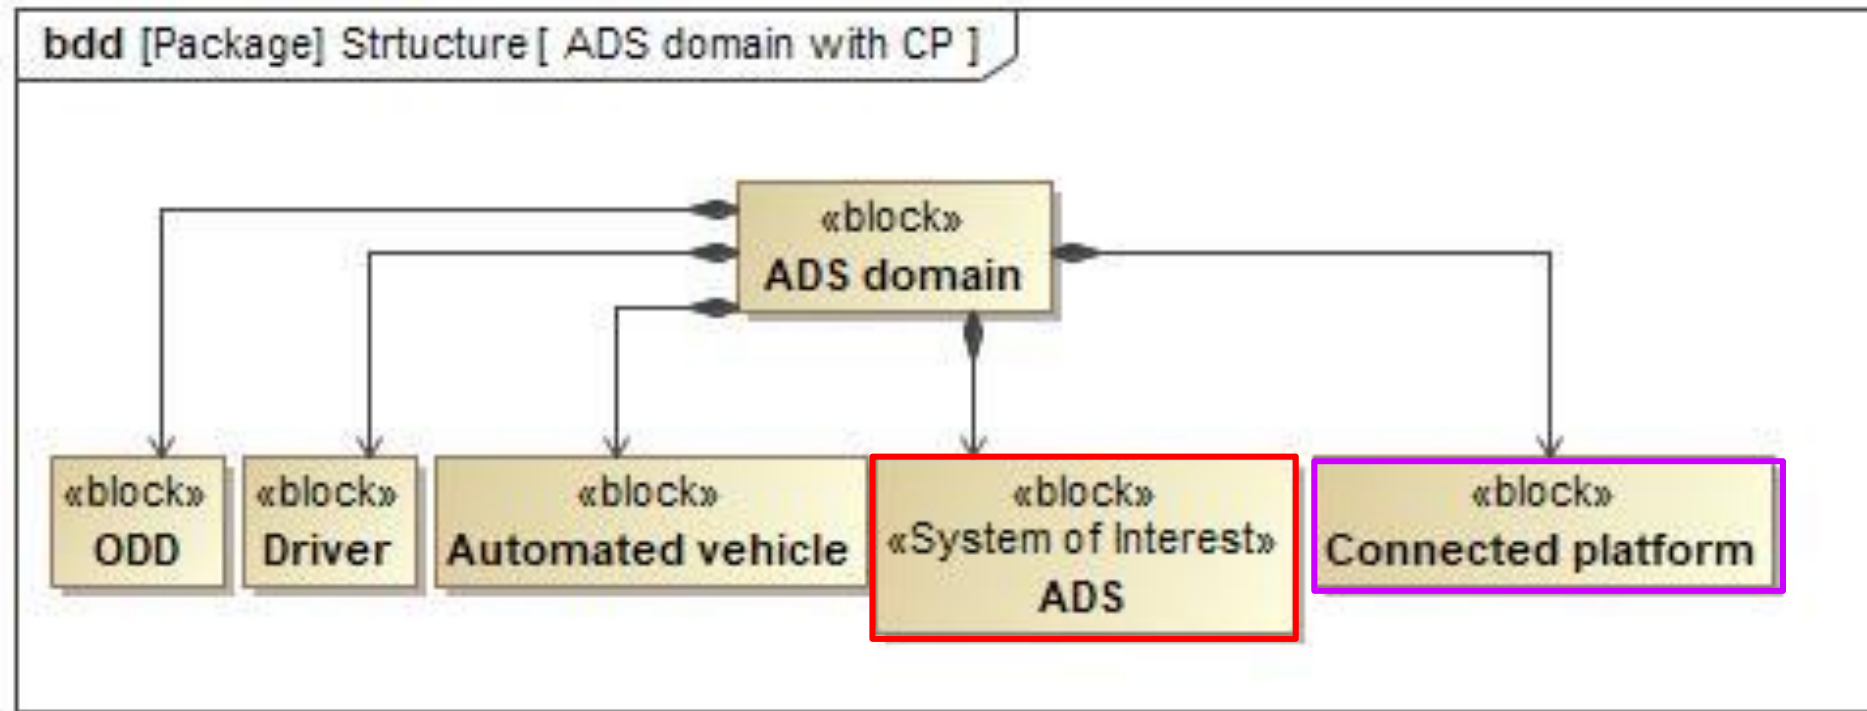 bdd [Package] Strtucture [ ADS domain with CP ]
«block»
ADS domain
«block»
ODD
«block»
Driver
«block»
Automated vehicle
«block»
«System of Interest»
ADS
«block»
Connected platform